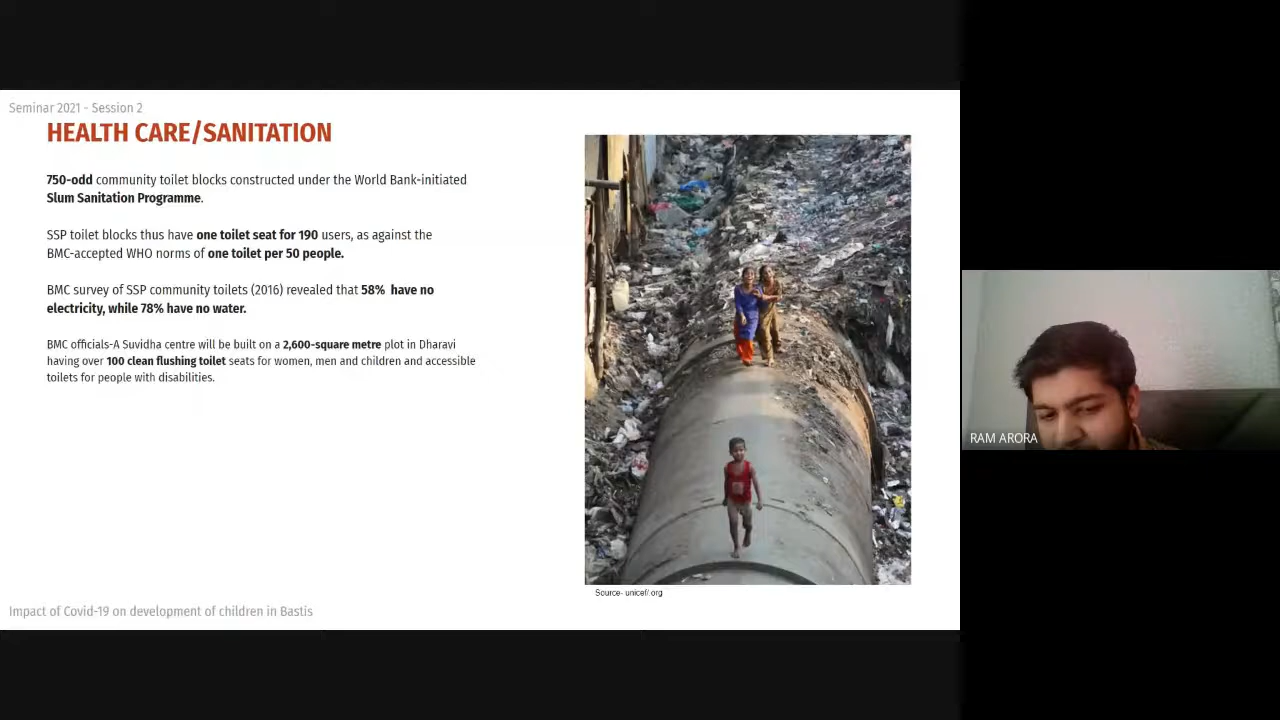 Seminar 2021 - Session 2
HEALTH CARE/SANITATION
750-odd community toilet blocks constructed under the World Bank-initiated
Slum Sanitation Programme.
SSP toilet blocks thus have one toilet seat for 190 users, as against the
BMC-accepted WHO norms of one toilet per 50 people.
BMC survey of SSP community toilets (2016) revealed that 58% have no
electricity, while 78% have no water.
BMC officials-A Suvidha centre will be built on a 2,600-square metre plot in Dharavi
having over 100 clean flushing toilet seats for women, men and children and accessible
toilets for people with disabilities.
Source- unicef/.org
Impact of Covid-19 on development of children in Bastis
RAM ARORA